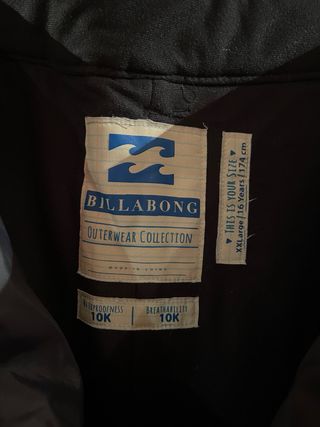 BILLABONG
OUTERWEAR COLLECTION
MADE IN CHINA
WATERPROOFNESS
10K
BREATHABILITY
10K
♥ THIS IS YOUR SIZE ♥
XXLarge / 16 Years / 174 cm